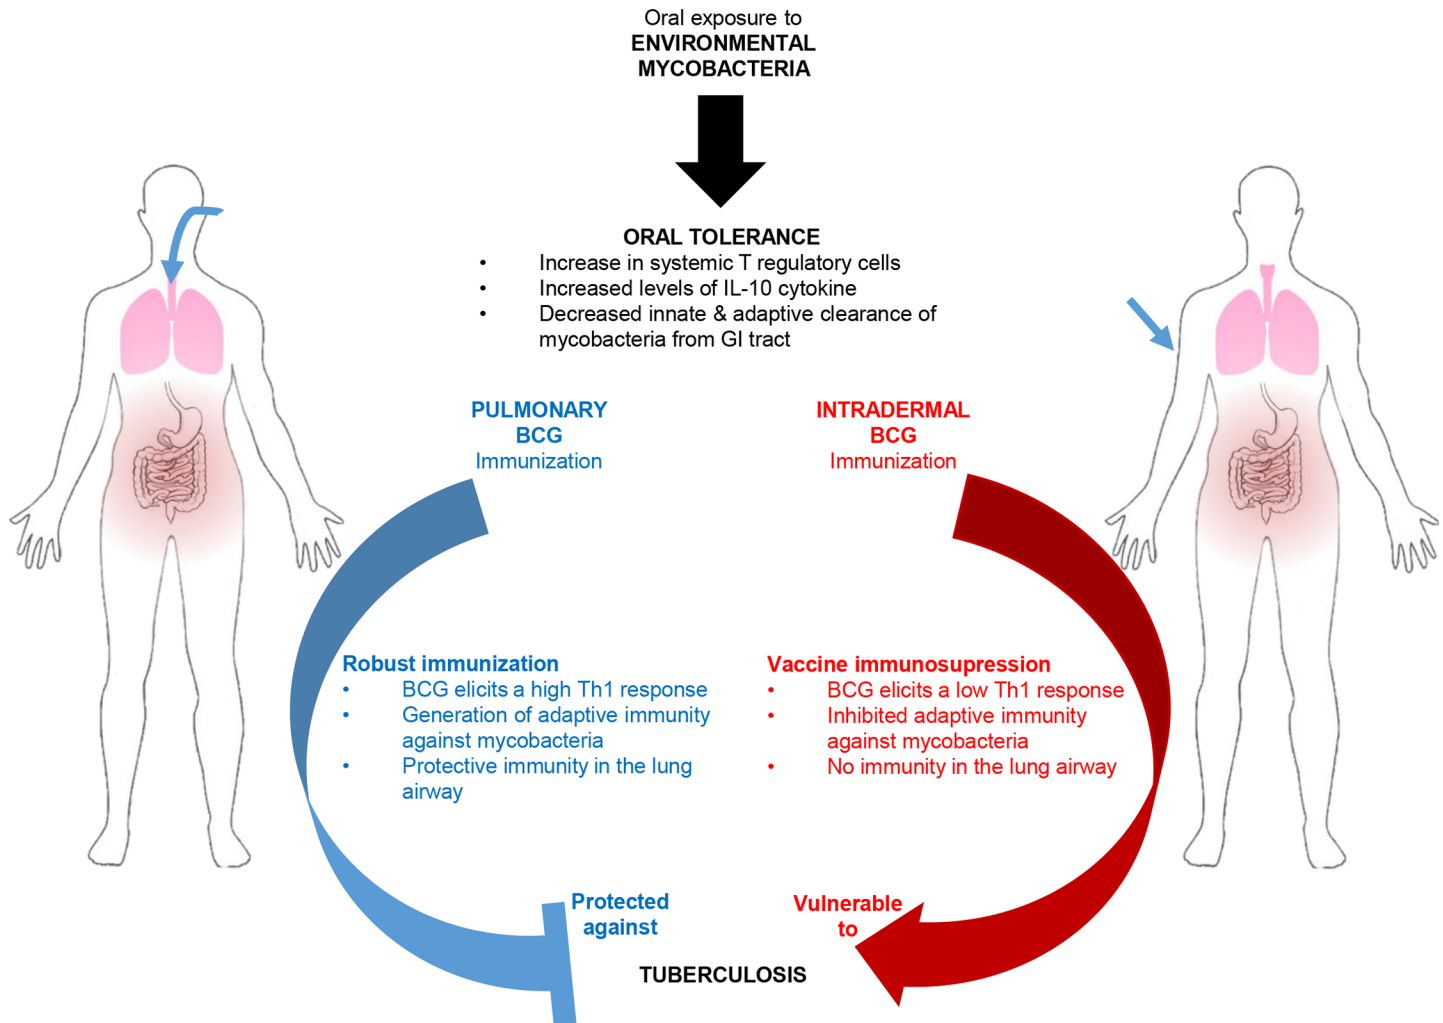 Oral exposure to
ENVIRONMENTAL
MYCOBACTERIA
ORAL TOLERANCE
• Increase in systemic T regulatory cells
• Increased levels of IL-10 cytokine
• Decreased innate & adaptive clearance of
mycobacteria from GI tract
PULMONARY
BCG
Immunization
INTRADERMAL
BCG
Immunization
Robust immunization
• BCG elicits a high Th1 response
• Generation of adaptive immunity
against mycobacteria
• Protective immunity in the lung
airway
Vaccine immunosupression
• BCG elicits a low Th1 response
• Inhibited adaptive immunity
against mycobacteria
• No immunity in the lung airway
Protected
against
Vulnerable
to
TUBERCULOSIS